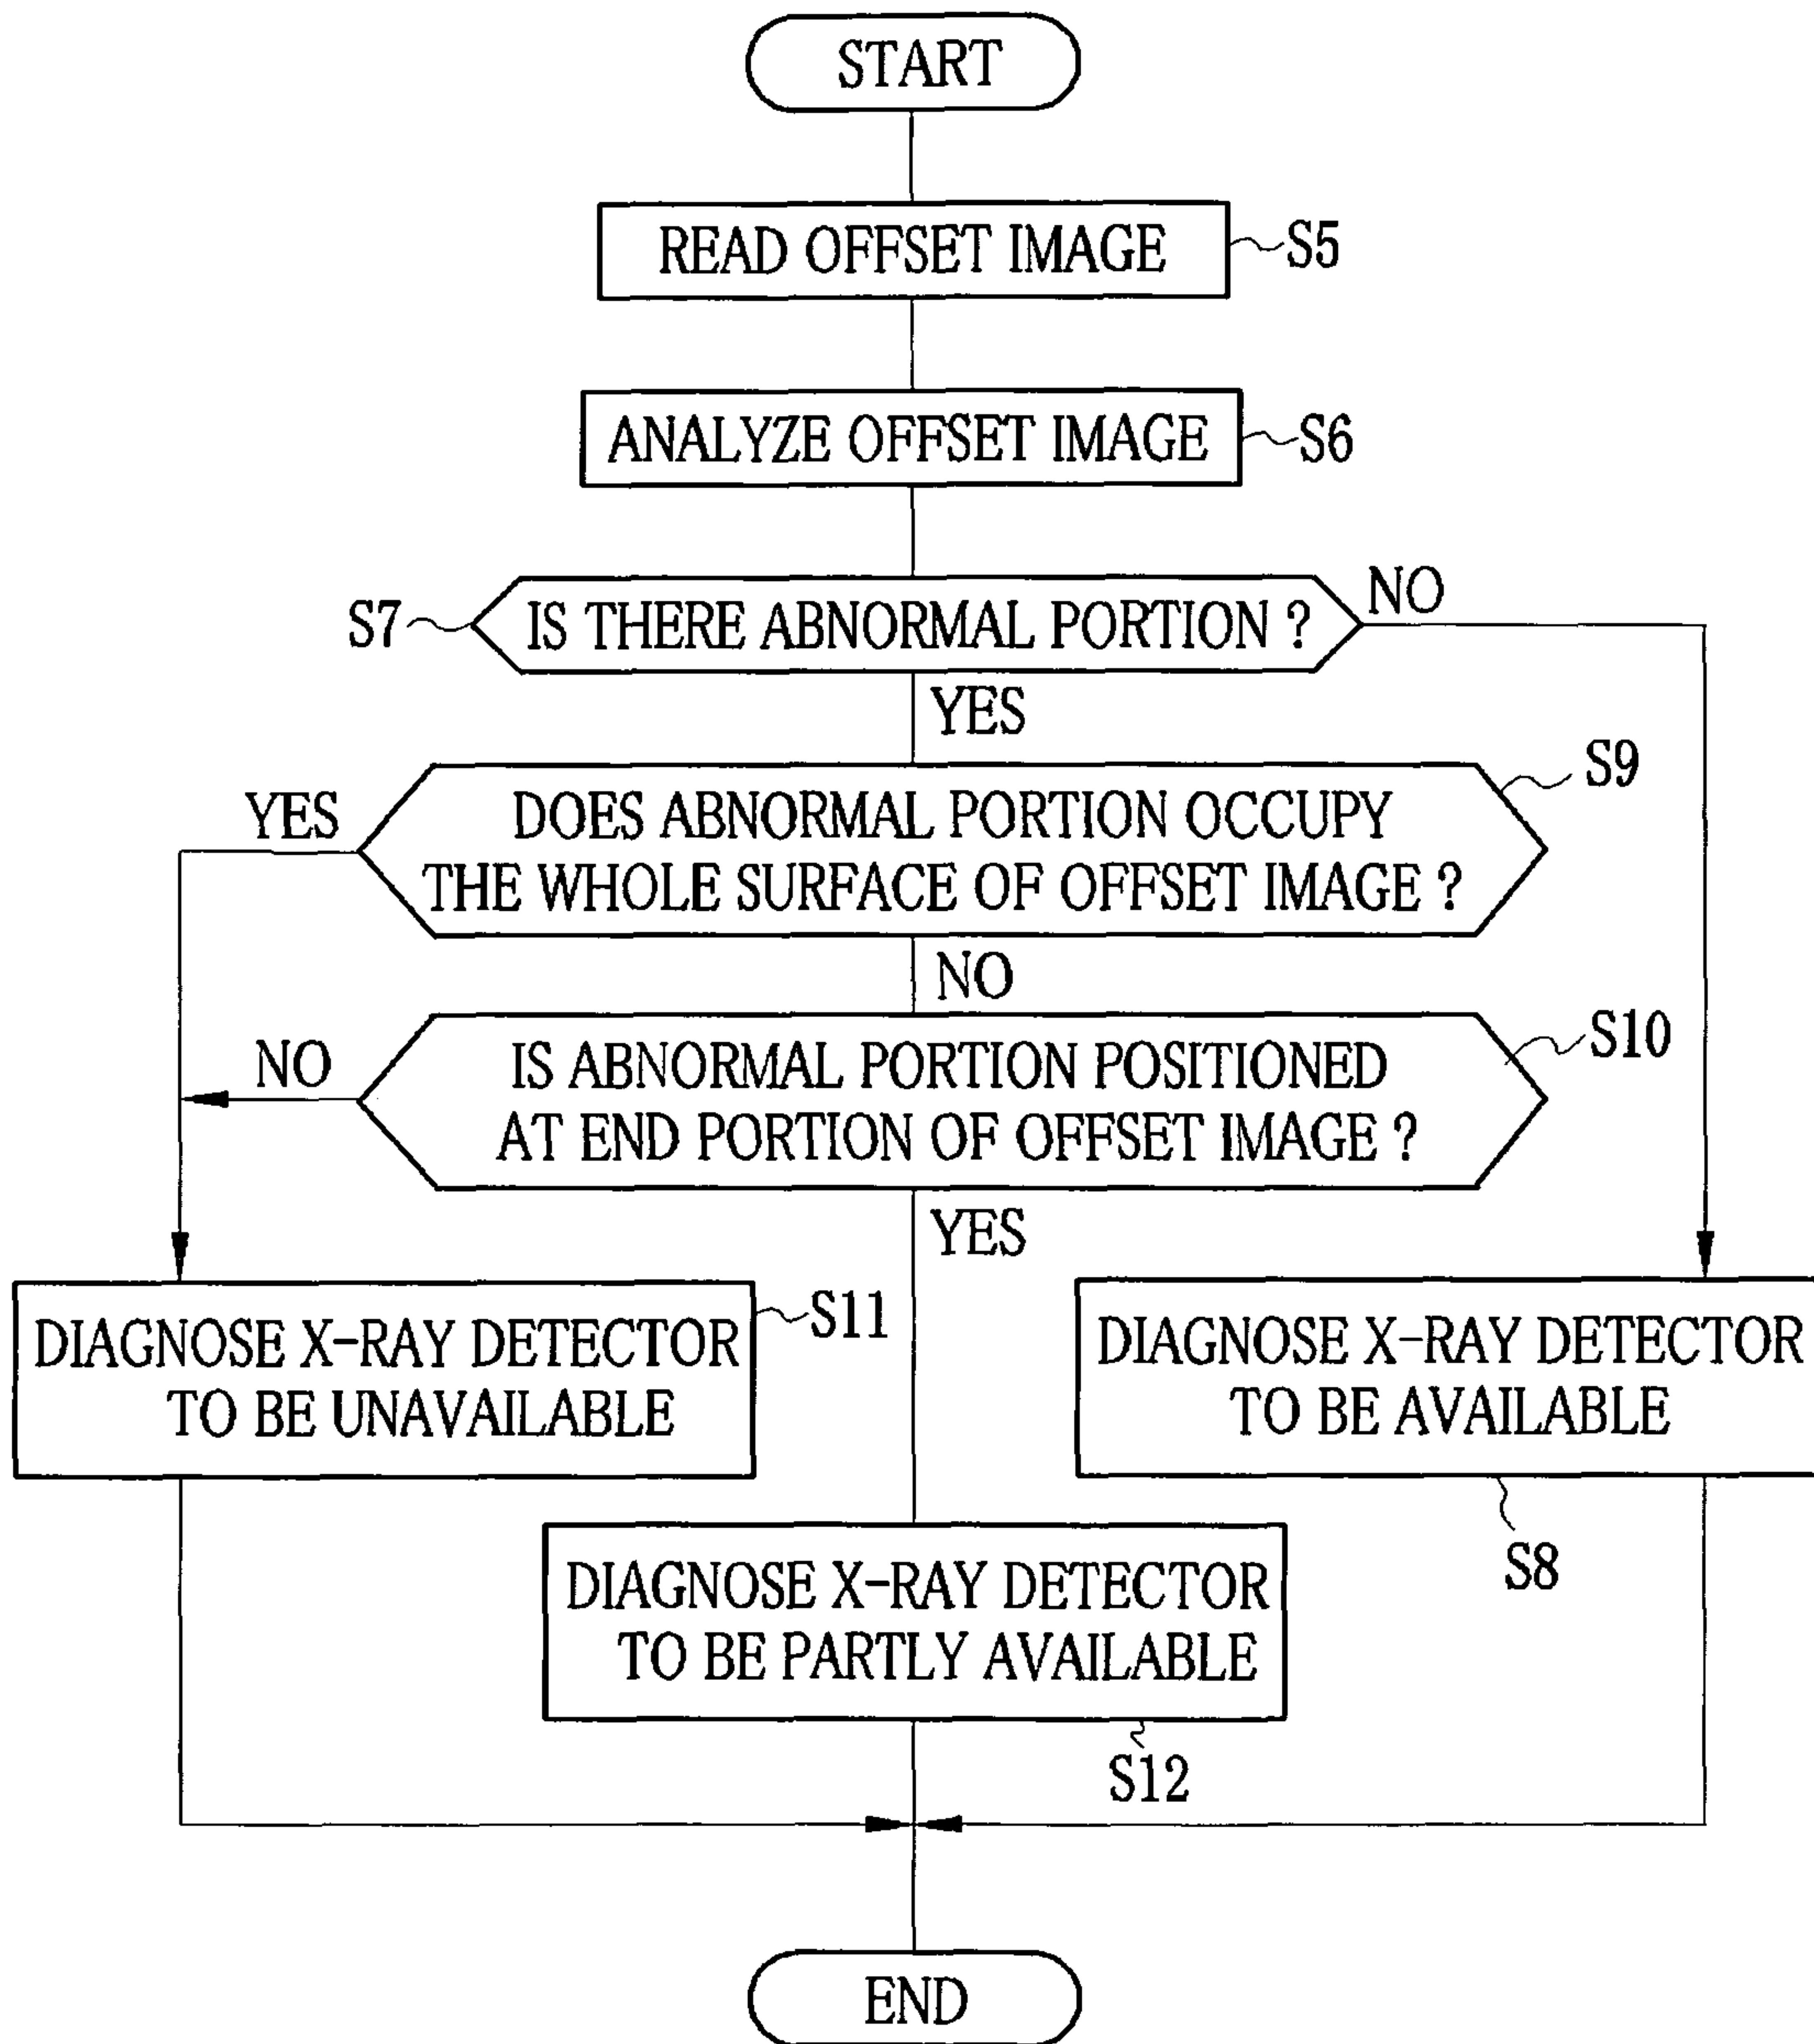 START
READ OFFSET IMAGE
S5
ANALYZE OFFSET IMAGE
S6
S7
IS THERE ABNORMAL PORTION ?
NO
YES
S9
YES
DOES ABNORMAL PORTION OCCUPY
THE WHOLE SURFACE OF OFFSET IMAGE ?
NO
S10
NO
IS ABNORMAL PORTION POSITIONED
AT END PORTION OF OFFSET IMAGE ?
YES
S11
DIAGNOSE X-RAY DETECTOR
TO BE UNAVAILABLE
DIAGNOSE X-RAY DETECTOR
TO BE AVAILABLE
S8
DIAGNOSE X-RAY DETECTOR
TO BE PARTLY AVAILABLE
S12
END